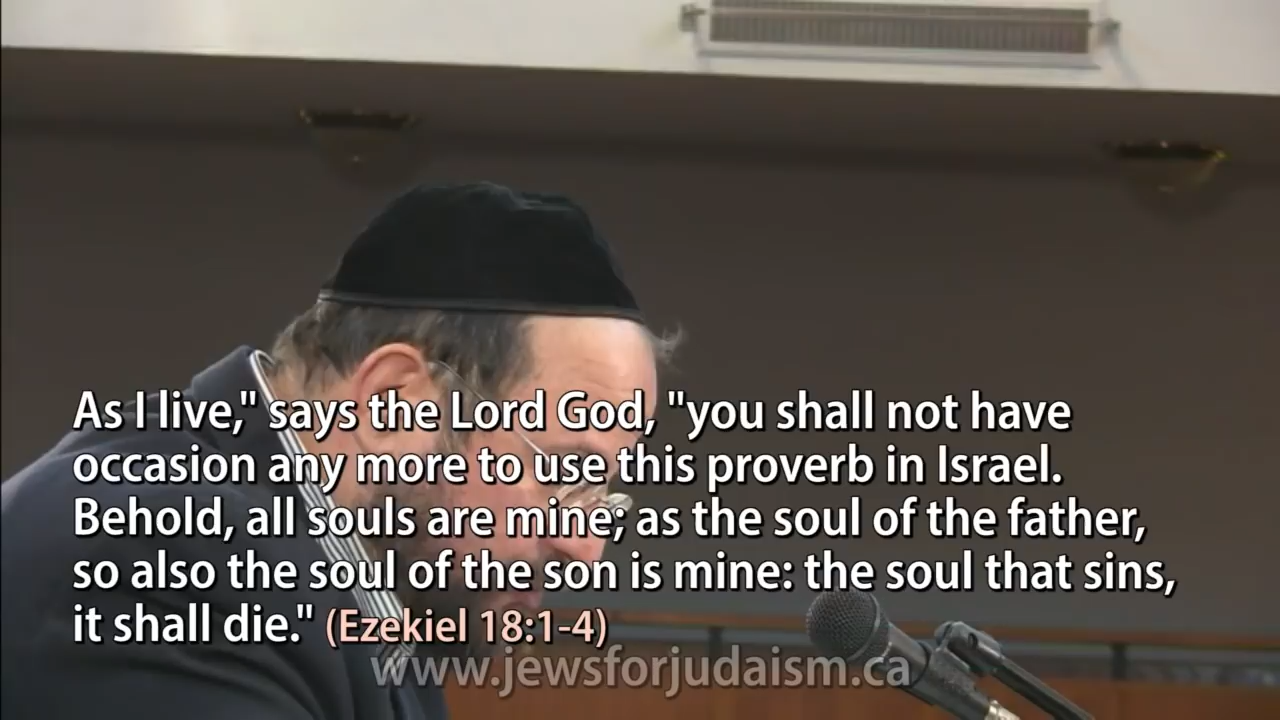 As I live," says the Lord God, "you shall not have
occasion any more to use this proverb in Israel.
Behold, all souls are mine; as the soul of the father,
so also the soul of the son is mine: the soul that sins,
it shall die." (Ezekiel 18:1-4)
www.jewsforjudaism.ca